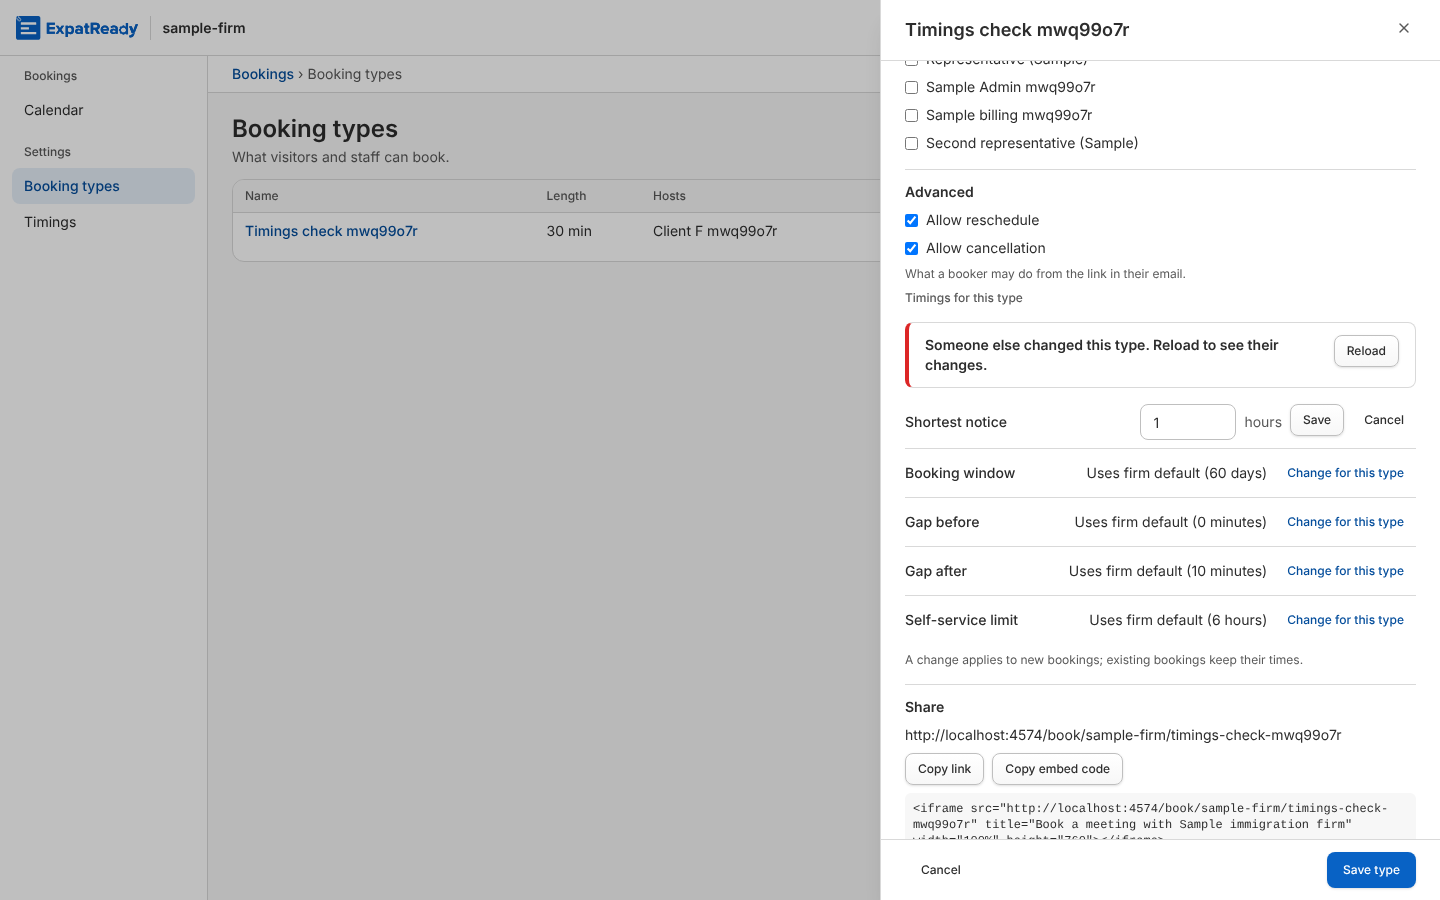 ExpatReady
sample-firm
Bookings
Calendar
Settings
Booking types
Timings
Bookings › Booking types
Booking types
What visitors and staff can book.
Name Length Hosts
Timings check mwq99o7r 30 min Client F mwq99o7r
Timings check mwq99o7r
Representative (Sample)
Sample Admin mwq99o7r
Sample billing mwq99o7r
Second representative (Sample)
Advanced
Allow reschedule
Allow cancellation
What a booker may do from the link in their email.
Timings for this type
Someone else changed this type. Reload to see their
changes.
Reload
Shortest notice 1 hours Save Cancel
Booking window Uses firm default (60 days) Change for this type
Gap before Uses firm default (0 minutes) Change for this type
Gap after Uses firm default (10 minutes) Change for this type
Self-service limit Uses firm default (6 hours) Change for this type
A change applies to new bookings; existing bookings keep their times.
Share
http://localhost:4574/book/sample-firm/timings-check-mwq99o7r
Copy link Copy embed code
<iframe src="http://localhost:4574/book/sample-firm/timings-check-
mwq99o7r" title="Book a meeting with Sample immigration firm"
width="100%" height="760"></iframe>
Cancel Save type